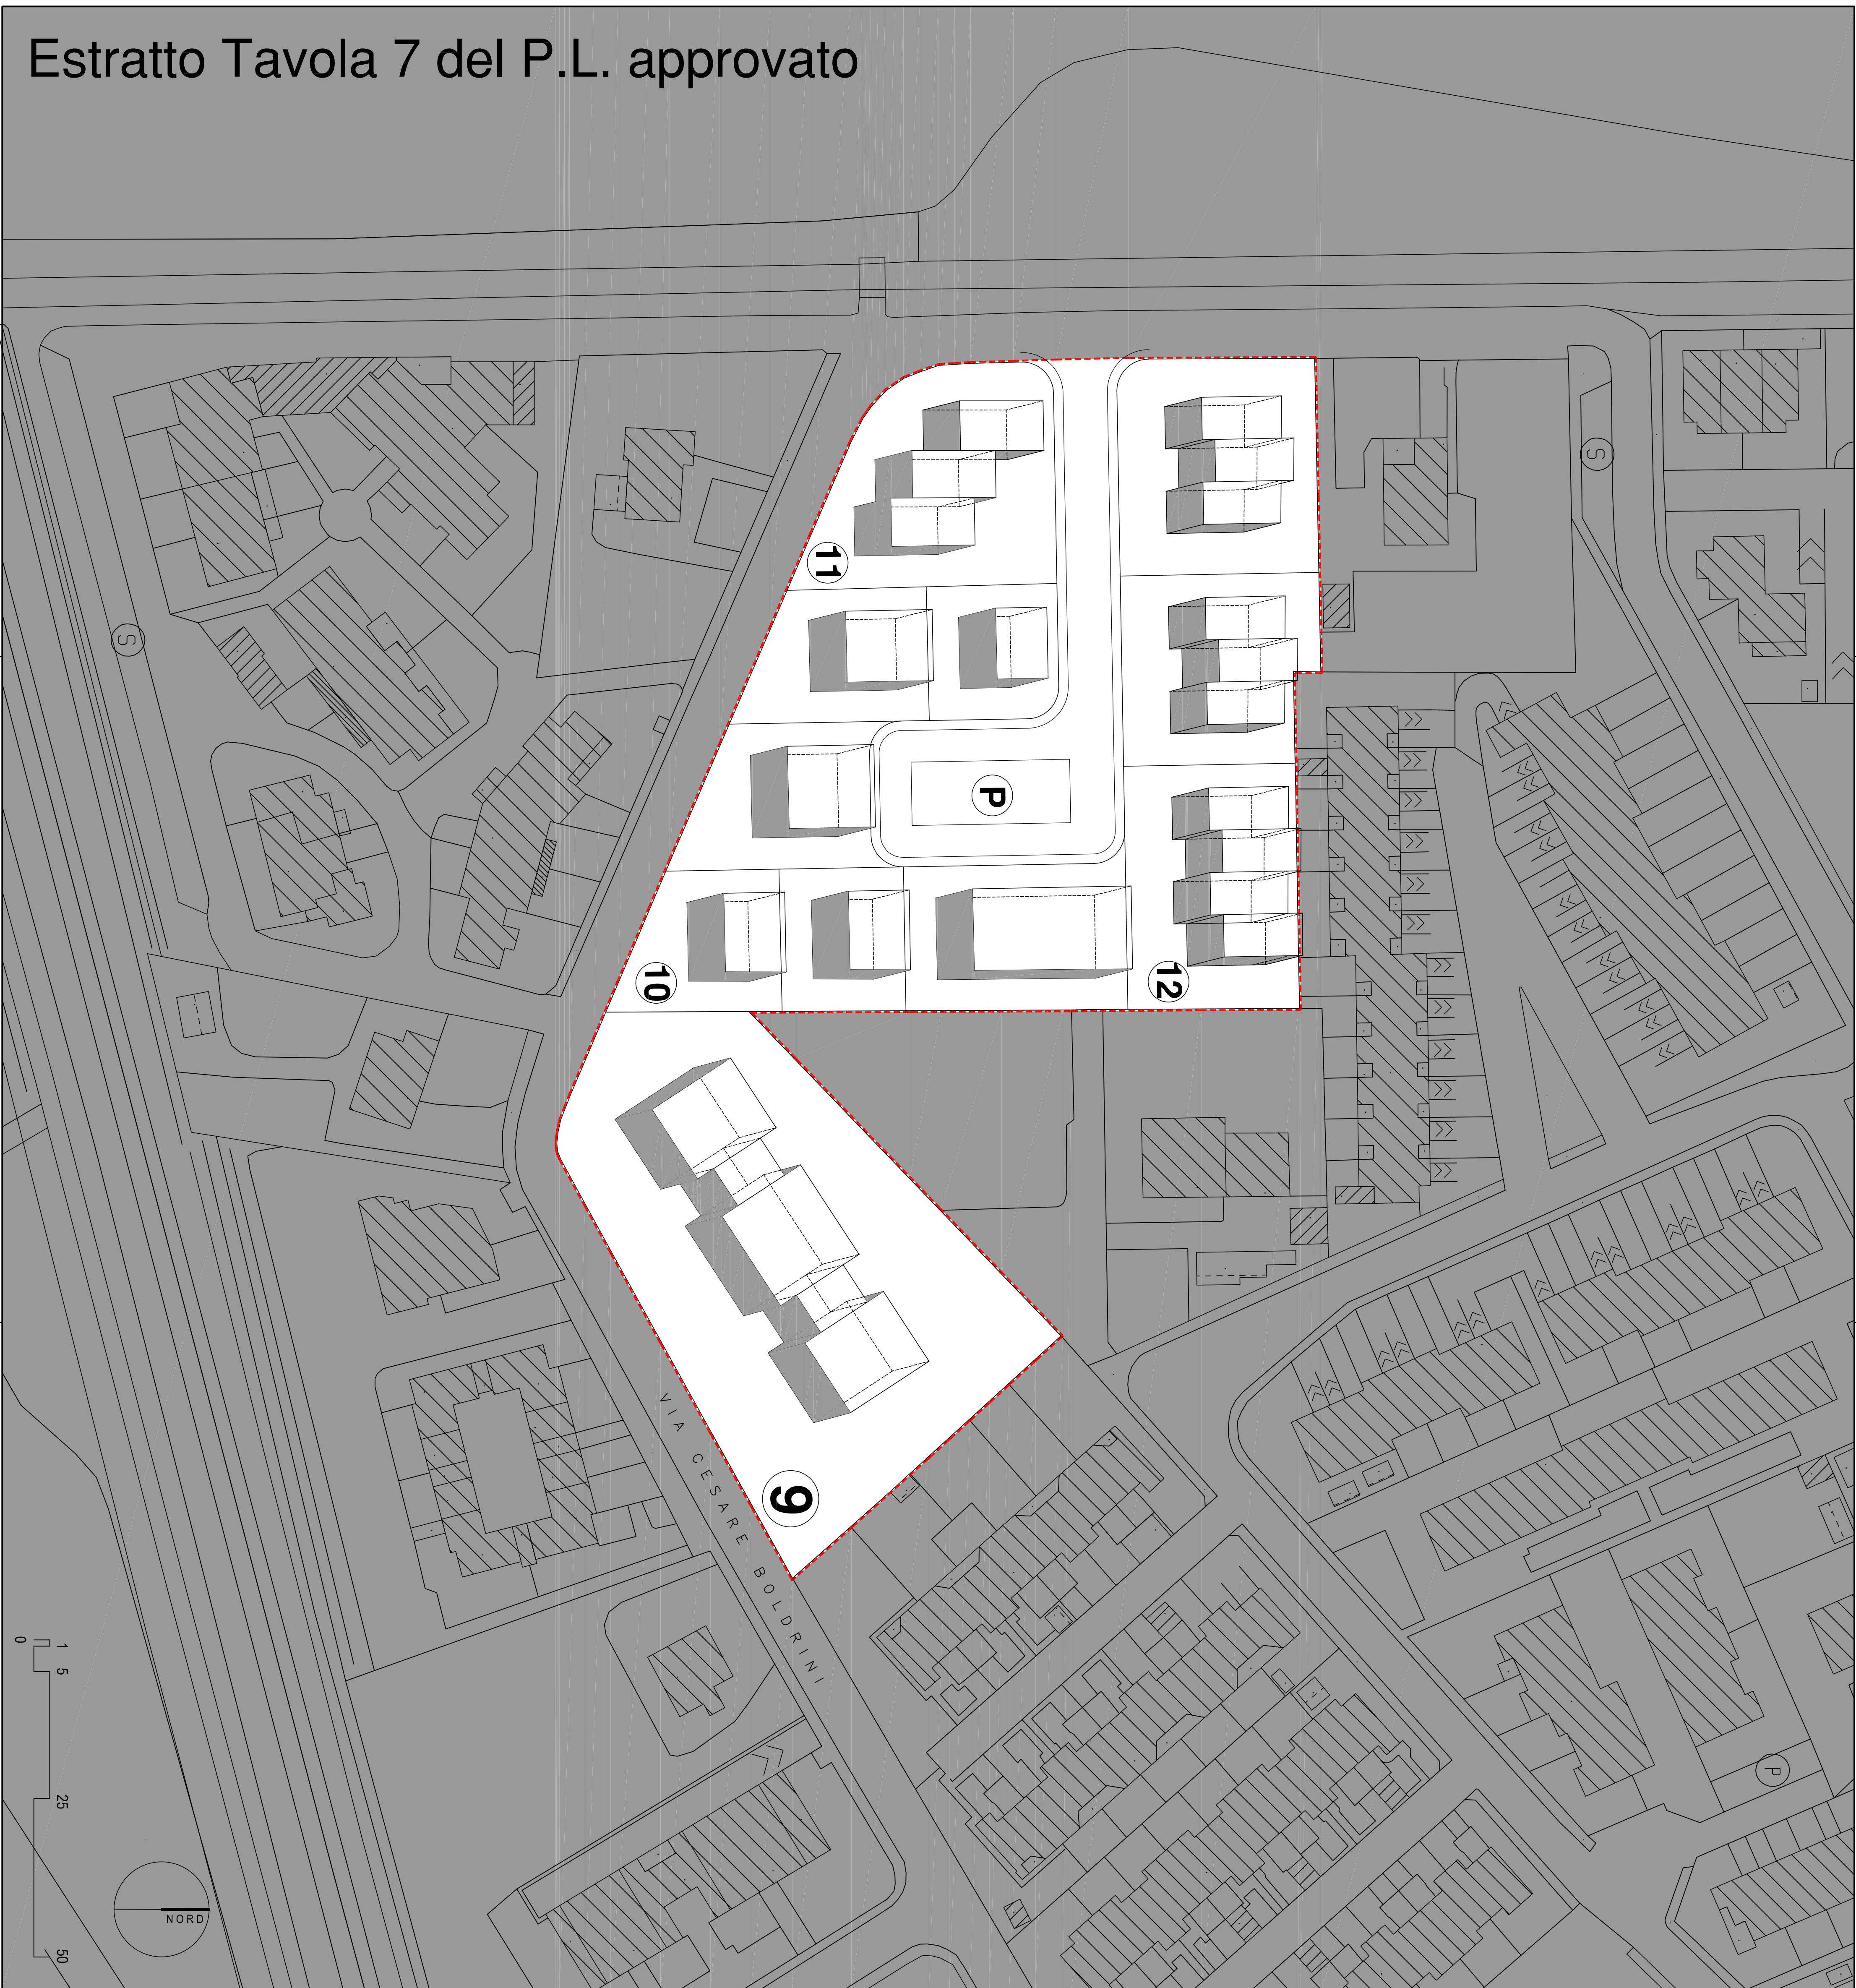 Estratto Tavola 7 del P.L. approvato
S
11
S
P
10
12
9
VIA CESARE BOLDRINI
P
0 1 5 25 50
NORD